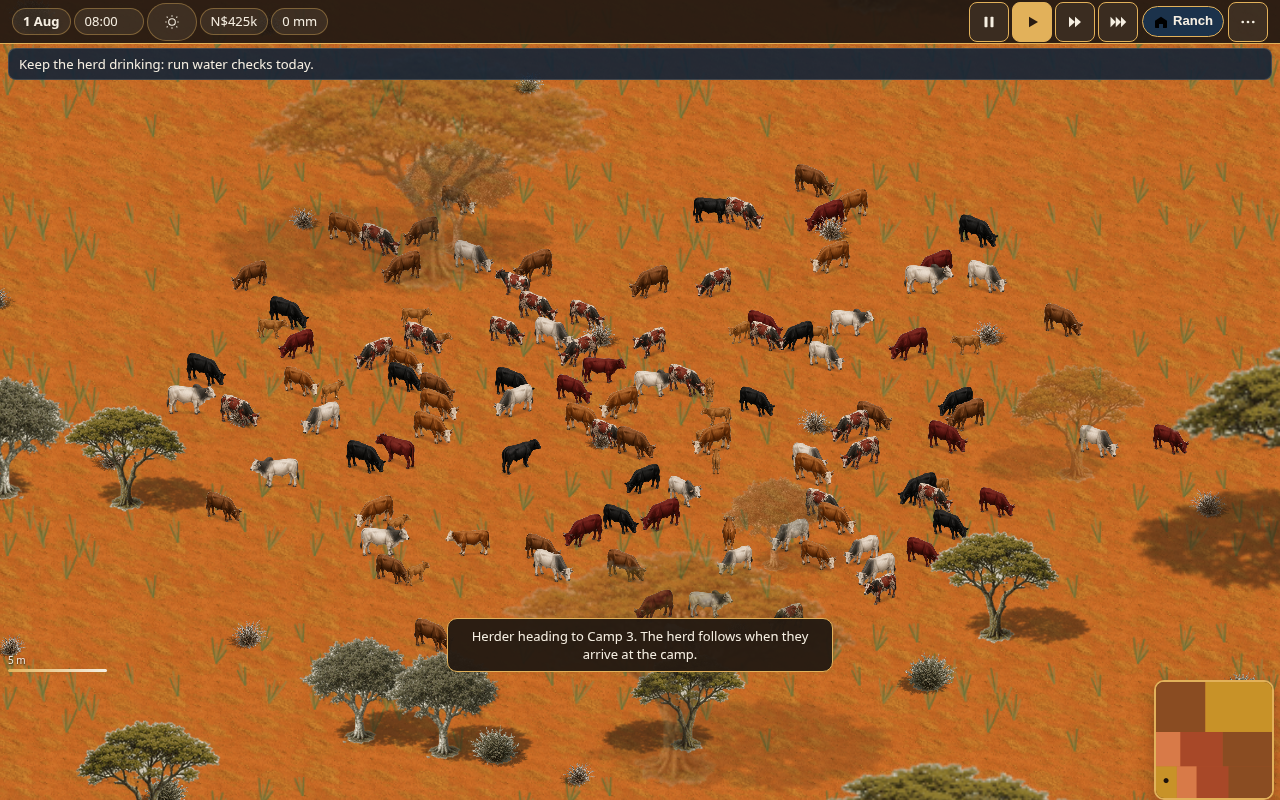 1 Aug
08:00
N$425k
0 mm
Ranch
Keep the herd drinking: run water checks today.
Herder heading to Camp 3. The herd follows when they
arrive at the camp.
5 m